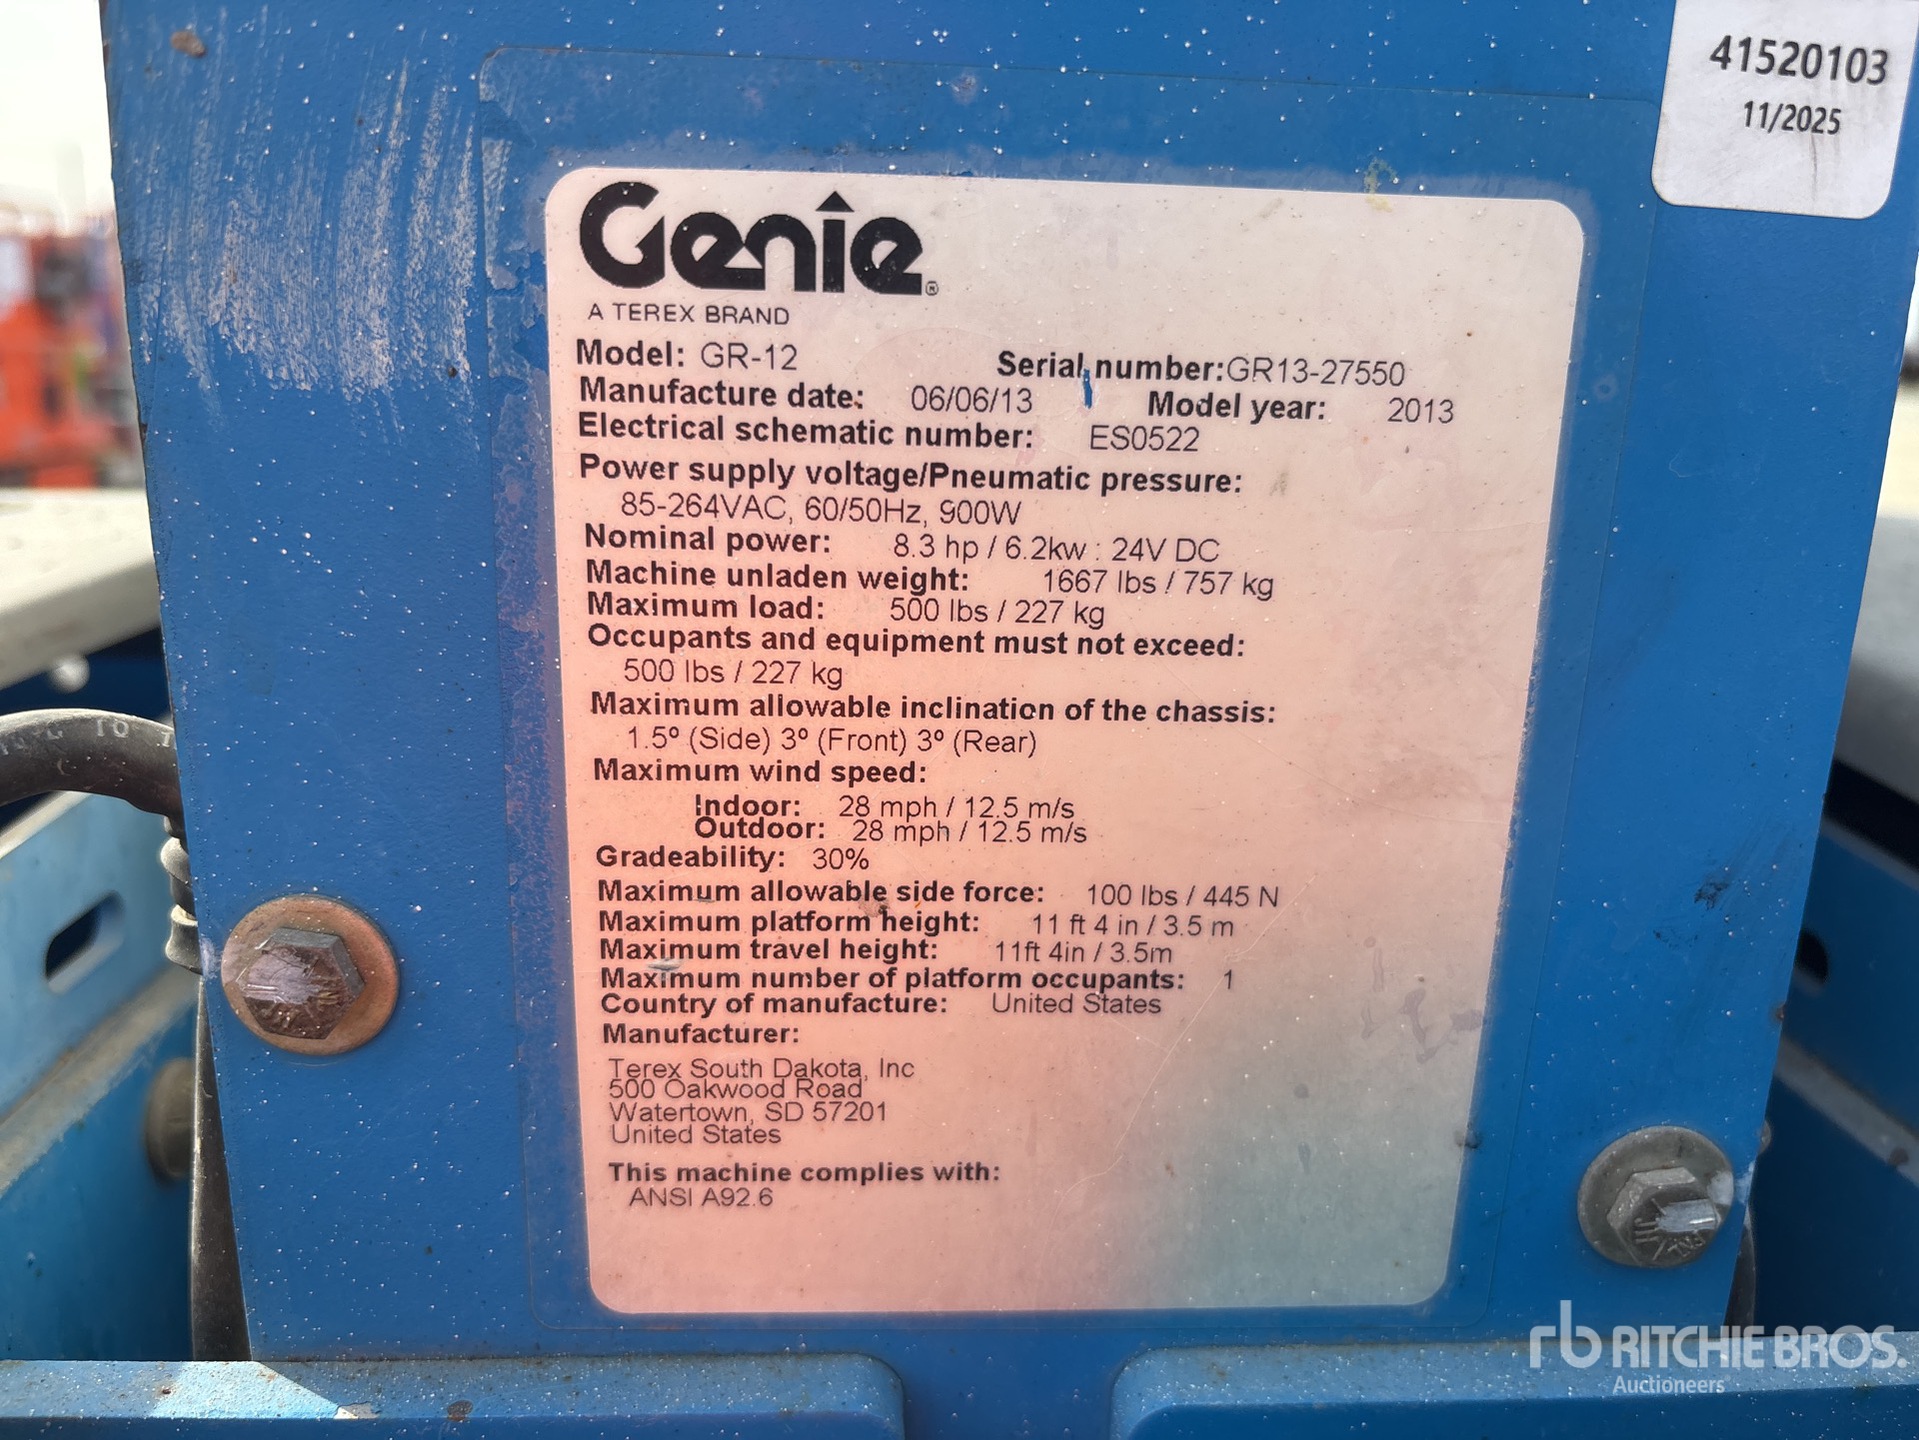 41520103
11/2025
Genie®
A TEREX BRAND
Model: GR-12 Serial number:GR13-27550
Manufacture date: 06/06/13 Model year: 2013
Electrical schematic number: ES0522
Power supply voltage/Pneumatic pressure:
85-264VAC, 60/50Hz, 900W
Nominal power: 8.3 hp / 6.2kw : 24V DC
Machine unladen weight: 1667 lbs / 757 kg
Maximum load: 500 lbs / 227 kg
Occupants and equipment must not exceed:
500 lbs / 227 kg
Maximum allowable inclination of the chassis:
1.5º (Side) 3º (Front) 3º (Rear)
Maximum wind speed:
Indoor: 28 mph / 12.5 m/s
Outdoor: 28 mph / 12.5 m/s
Gradeability: 30%
Maximum allowable side force: 100 lbs / 445 N
Maximum platform height: 11 ft 4 in / 3.5 m
Maximum travel height: 11ft 4in / 3.5m
Maximum number of platform occupants: 1
Country of manufacture: United States
Manufacturer:
Terex South Dakota, Inc
500 Oakwood Road
Watertown, SD 57201
United States
This machine complies with:
ANSI A92.6
rb RITCHIE BROS.
Auctioneers